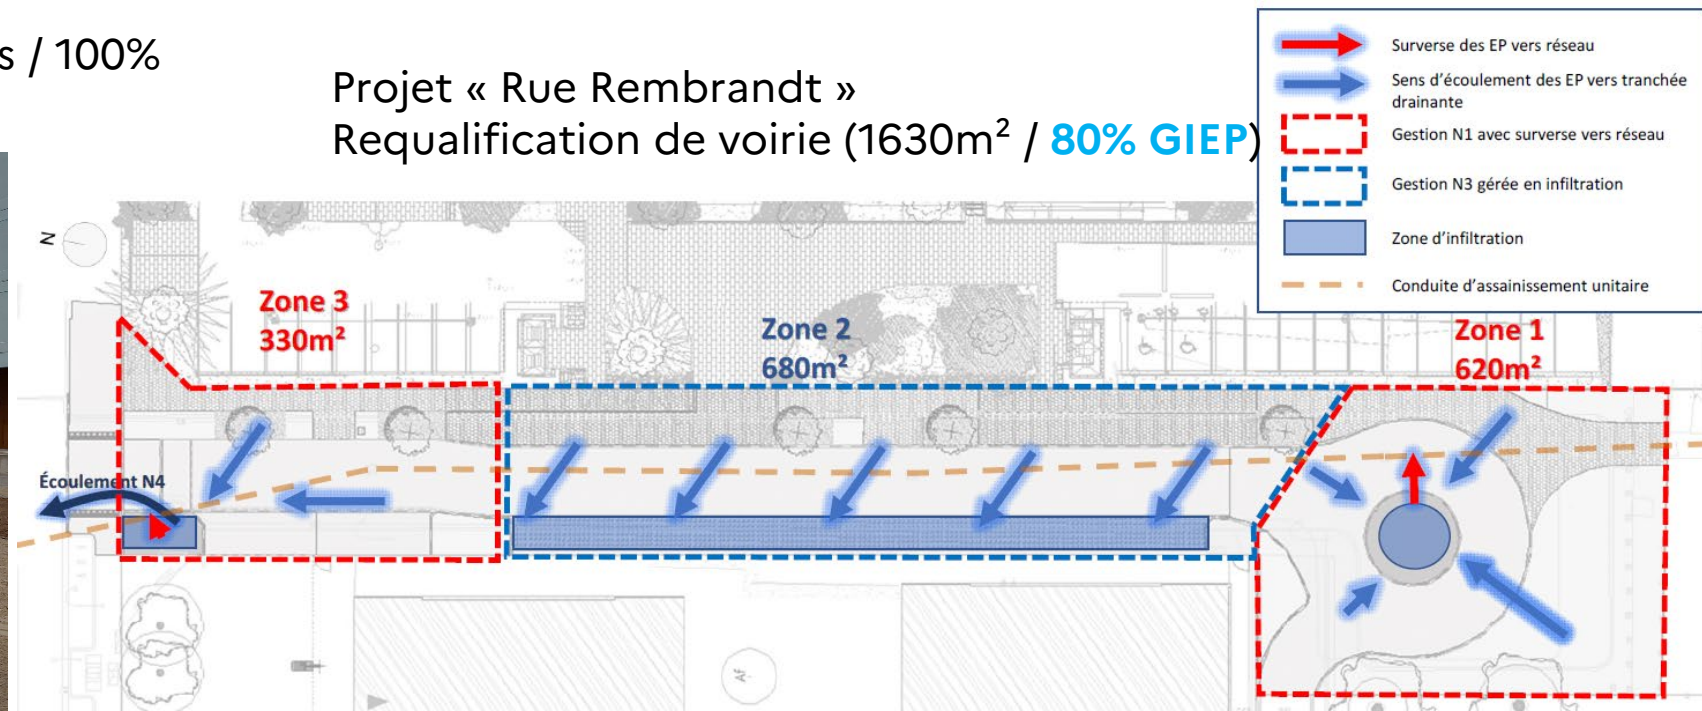 s / 100%
Projet « Rue Rembrandt »
Requalification de voirie (1630m² / 80% GIEP)
Surverse des EP vers réseau
Sens d'écoulement des EP vers tranchée
drainante
Gestion N1 avec surverse vers réseau
Gestion N3 gérée en infiltration
Zone d'infiltration
Conduite d'assainissement unitaire
N
Zone 3
330m²
Zone 2
680m²
Zone 1
620m²
Écoulement N4
AF